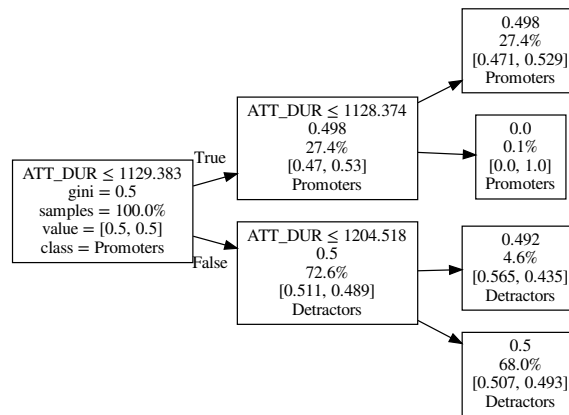 ATT_DUR ≤ 1129.383
gini = 0.5
samples = 100.0%
value = [0.5, 0.5]
class = Promoters
True
False
ATT_DUR ≤ 1128.374
0.498
27.4%
[0.47, 0.53]
Promoters
ATT_DUR ≤ 1204.518
0.5
72.6%
[0.511, 0.489]
Detractors
0.498
27.4%
[0.471, 0.529]
Promoters
0.0
0.1%
[0.0, 1.0]
Promoters
0.492
4.6%
[0.565, 0.435]
Detractors
0.5
68.0%
[0.507, 0.493]
Detractors